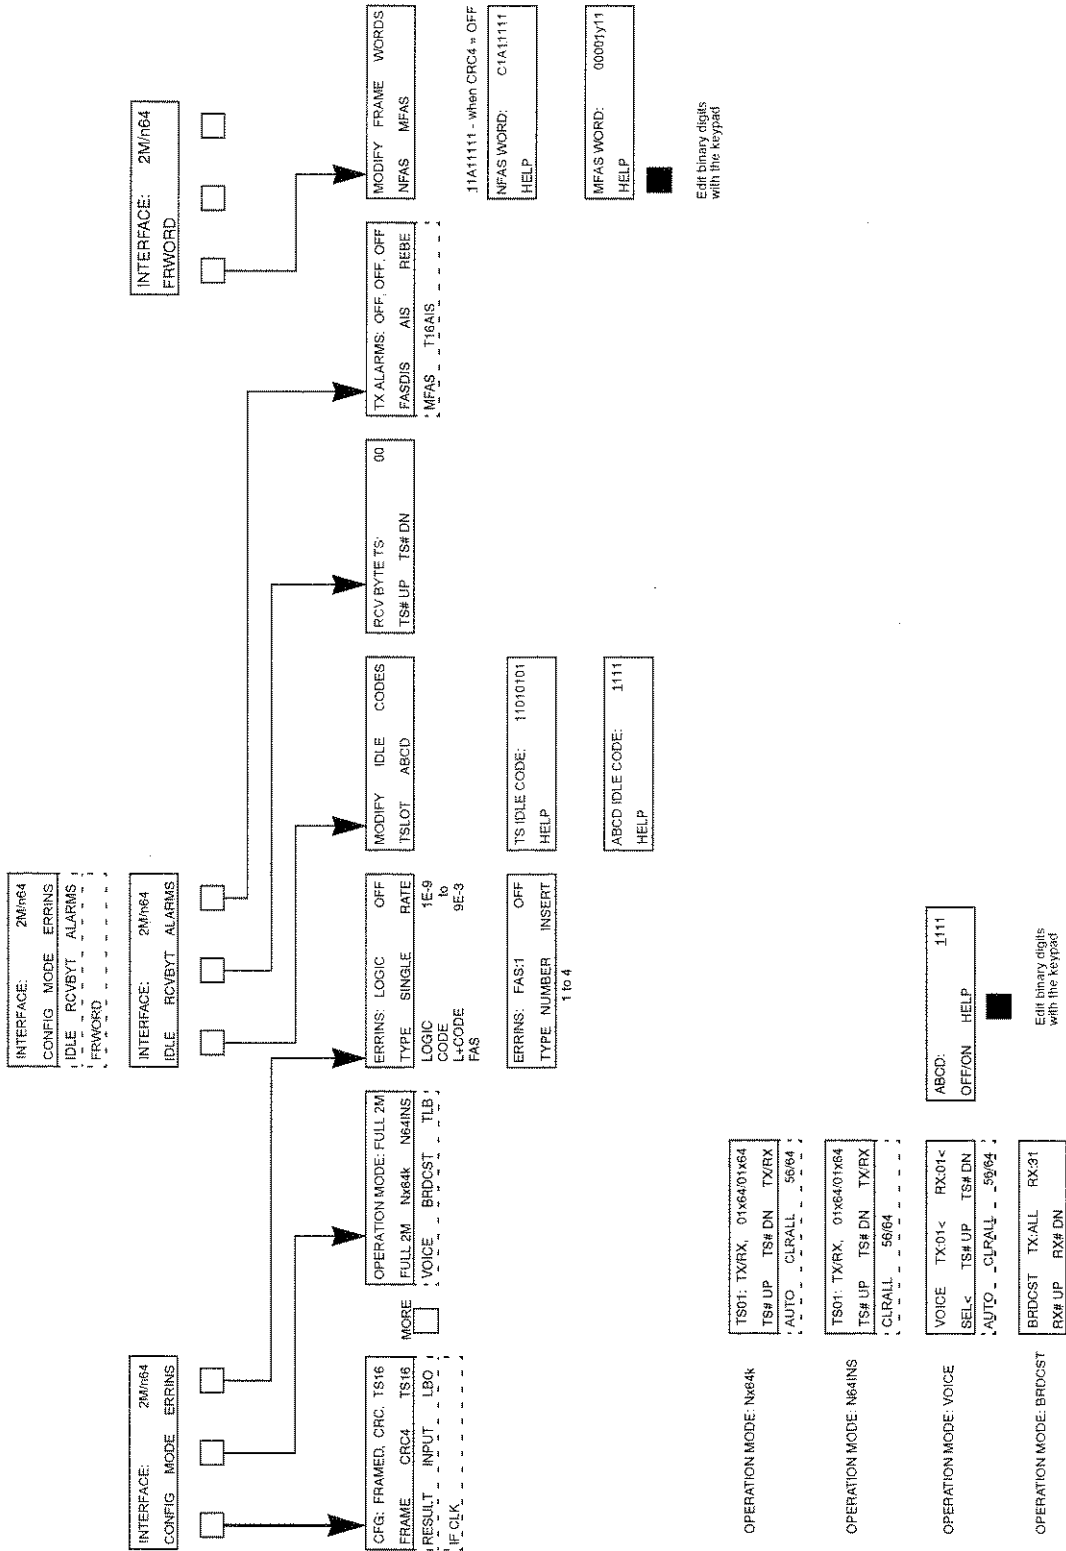 INTERFACE: 2M/n64
CONFIG MODE ERRINS
IDLE RCVBYT ALARMS
FRWORD
INTERFACE: 2M/n64
CONFIG MODE ERRINS
INTERFACE: 2M/n64
IDLE RCVBYT ALARMS
INTERFACE: 2M/n64
FRWORD
CFG: FRAMED, CRC, TS16
FRAME CRC4 TS16
RESULT INPUT LBO
IF CLK
MORE
OPERATION MODE: FULL 2M
FULL 2M Nx64k N64INS
VOICE BRDCST TLB
ERRINS: LOGIC OFF
TYPE SINGLE RATE
LOGIC 1E-9
CODE to
L+CODE 9E-3
FAS
ERRINS: FAS:1 OFF
TYPE NUMBER INSERT
1 to 4
MODIFY IDLE CODES
TSLOT ABCD
TS IDLE CODE: 11010101
HELP
ABCD IDLE CODE: 1111
HELP
RCV BYTE TS: 00
TS# UP TS# DN
TX ALARMS: OFF, OFF, OFF
FASDIS AIS REBE
MFAS T16AIS
MODIFY FRAME WORDS
NFAS MFAS
11A11111 - when CRC4 = OFF
NFAS WORD: C1A11111
HELP
MFAS WORD: 00001y11
HELP
Edit binary digits
with the keypad
OPERATION MODE: Nx64k
TS01: TX/RX, 01x64/01x64
TS# UP TS# DN TX/RX
AUTO CLRALL 56/64
OPERATION MODE: N64INS
TS01: TX/RX, 01x64/01x64
TS# UP TS# DN TX/RX
CLRALL 56/64
OPERATION MODE: VOICE
VOICE TX:01< RX:01<
SEL< TS# UP TS# DN
AUTO CLRALL 56/64
ABCD: 1111
OFF/ON HELP
Edit binary digits
with the keypad
OPERATION MODE: BRDCST
BRDCST TX:ALL RX:31
RX# UP RX# DN